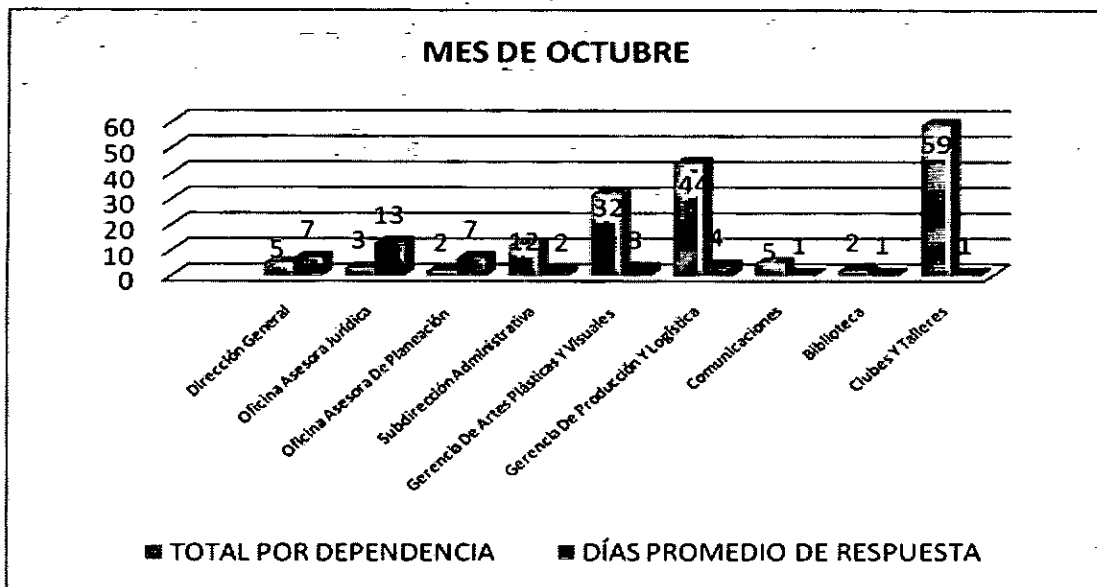 MES DE OCTUBRE
60
50
40
30
20
10
0
5 7 3 13 2 7 12 2 32 3 44 4 5 1 2 1 59 1
Dirección General
Oficina Asesora Jurídica
Oficina Asesora De Planeación
Subdirección Administrativa
Gerencia De Artes Plásticas Y Visuales
Gerencia De Producción Y Logística
Comunicaciones
Biblioteca
Clubes Y Talleres
TOTAL POR DEPENDENCIA DÍAS PROMEDIO DE RESPUESTA